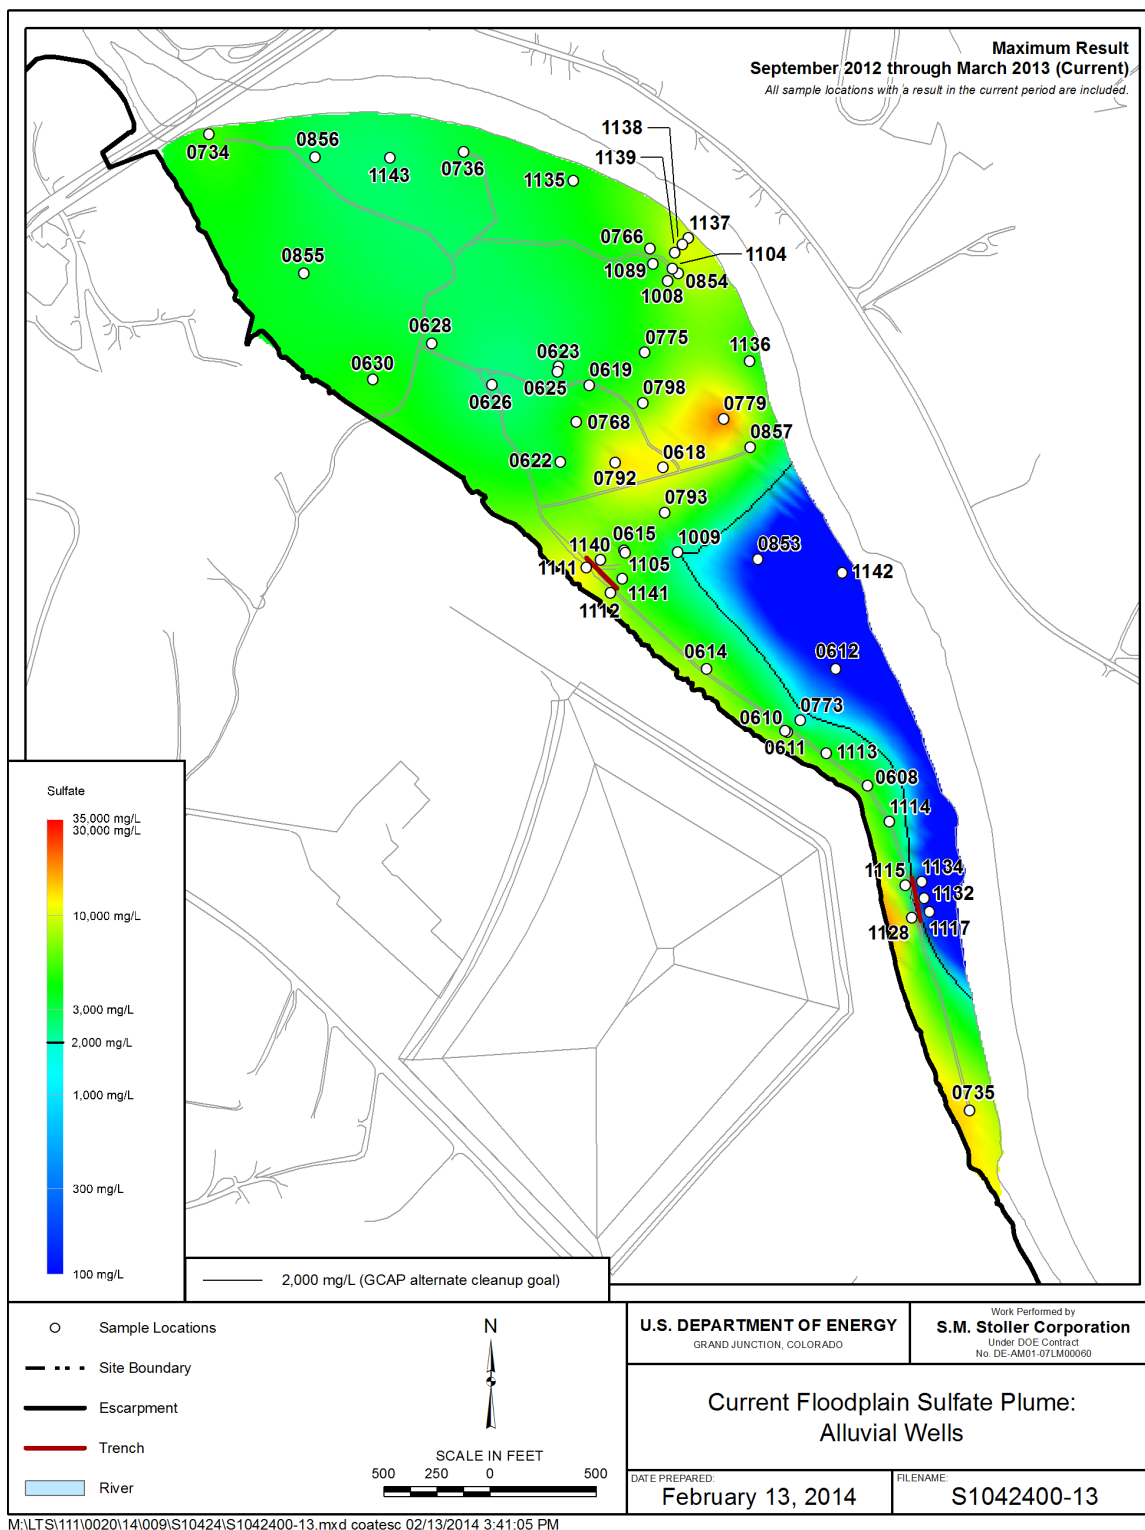 Maximum Result
September 2012 through March 2013 (Current)
All sample locations with a result in the current period are included.
1138
1139
0734
0856
1143
0736
1135
1137
0766
1104
1089
0854
1008
0855
0628
0775
1136
0630
0623
0625
0619
0626
0798
0779
0768
0857
0622
0792
0618
0793
1140
0615
1009
0853
1111
1105
1142
1141
1112
0614
0612
0610
0773
0611
1113
0608
1114
1115
1134
1132
1128
1117
0735
Sulfate
35,000 mg/L
30,000 mg/L
10,000 mg/L
3,000 mg/L
2,000 mg/L
1,000 mg/L
300 mg/L
100 mg/L
2,000 mg/L (GCAP alternate cleanup goal)
Sample Locations
Site Boundary
Escarpment
Trench
River
N
SCALE IN FEET
500 250 0 500
U.S. DEPARTMENT OF ENERGY
GRAND JUNCTION, COLORADO
Work Performed by
S.M. Stoller Corporation
Under DOE Contract
No. DE-AM01-07LM00060
Current Floodplain Sulfate Plume:
Alluvial Wells
DATE PREPARED:
February 13, 2014
FILENAME:
S1042400-13
M:\LTS\111\0020\14\009\S10424\S1042400-13.mxd coatesc 02/13/2014 3:41:05 PM